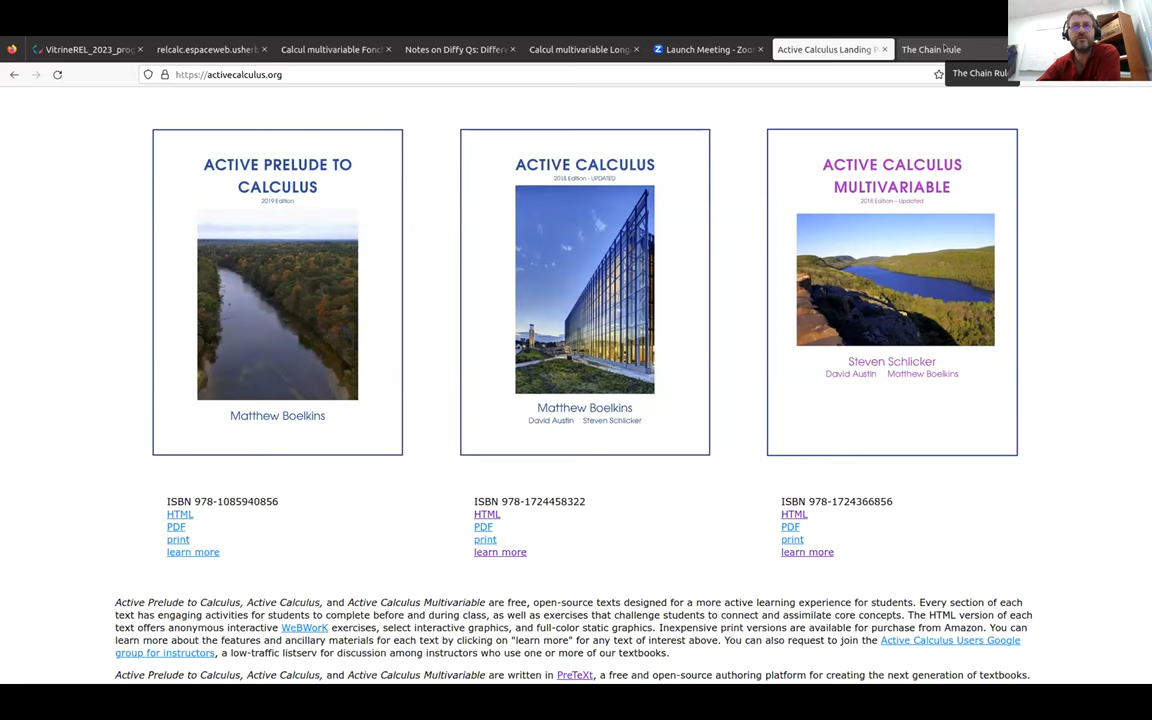 VitrineREL_2023_prog
relcalc.espaceweb.usherb
Calcul multivariable Fonct
Notes on Diffy Qs: Differe
Calcul multivariable Long
Launch Meeting - Zoo
Active Calculus Landing P
The Chain Rule
https://activecalculus.org
The Chain Rul
ACTIVE PRELUDE TO
CALCULUS
2019 Edition
Matthew Boelkins
ACTIVE CALCULUS
2018 Edition - UPDATED
Matthew Boelkins
David Austin Steven Schlicker
ACTIVE CALCULUS
MULTIVARIABLE
2018 Edition - Updated
Steven Schlicker
David Austin Matthew Boelkins
ISBN 978-1085940856
HTML
PDF
print
learn more
ISBN 978-1724458322
HTML
PDF
print
learn more
ISBN 978-1724366856
HTML
PDF
print
learn more
Active Prelude to Calculus, Active Calculus, and Active Calculus Multivariable are free, open-source texts designed for a more active learning experience for students. Every section of each
text has engaging activities for students to complete before and during class, as well as exercises that challenge students to connect and assimilate core concepts. The HTML version of each
text offers anonymous interactive WeBWorK exercises, select interactive graphics, and full-color static graphics. Inexpensive print versions are available for purchase from Amazon. You can
learn more about the features and ancillary materials for each text by clicking on "learn more" for any text of interest above. You can also request to join the Active Calculus Users Google
group for instructors, a low-traffic listserv for discussion among instructors who use one or more of our textbooks.
Active Prelude to Calculus, Active Calculus, and Active Calculus Multivariable are written in PreTeXt, a free and open-source authoring platform for creating the next generation of textbooks.